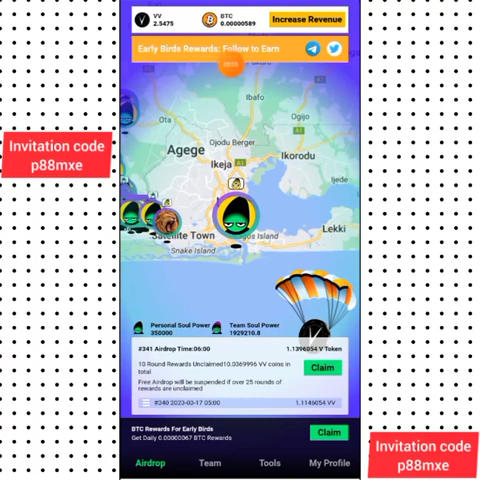 VV
2.5475
BTC
0.00000589
Increase Revenue
Early Birds Rewards: Follow to Earn
Ibafo
Ota
Ogijo
Ojodu Berger
Agege
Ikeja
A1
Ikorodu
Invitation code
p88mxe
Ijede
Satellite Town
Lekki
Snake Island
Personal Soul Power
350000
Team Soul Power
1929210.8
#341 Airdrop Time:06:00
1.1396054 V Token
10 Round Rewards Unclaimed10.0369996 VV coins in
total
Claim
Free Airdrop will be suspended if over 25 rounds of
rewards are unclaimed
#340 2023-03-17 05:00
1.1146054 VV
BTC Rewards For Early Birds
Get Daily 0.00000067 BTC Rewards
Claim
Invitation code
p88mxe
Airdrop
Team
Tools
My Profile